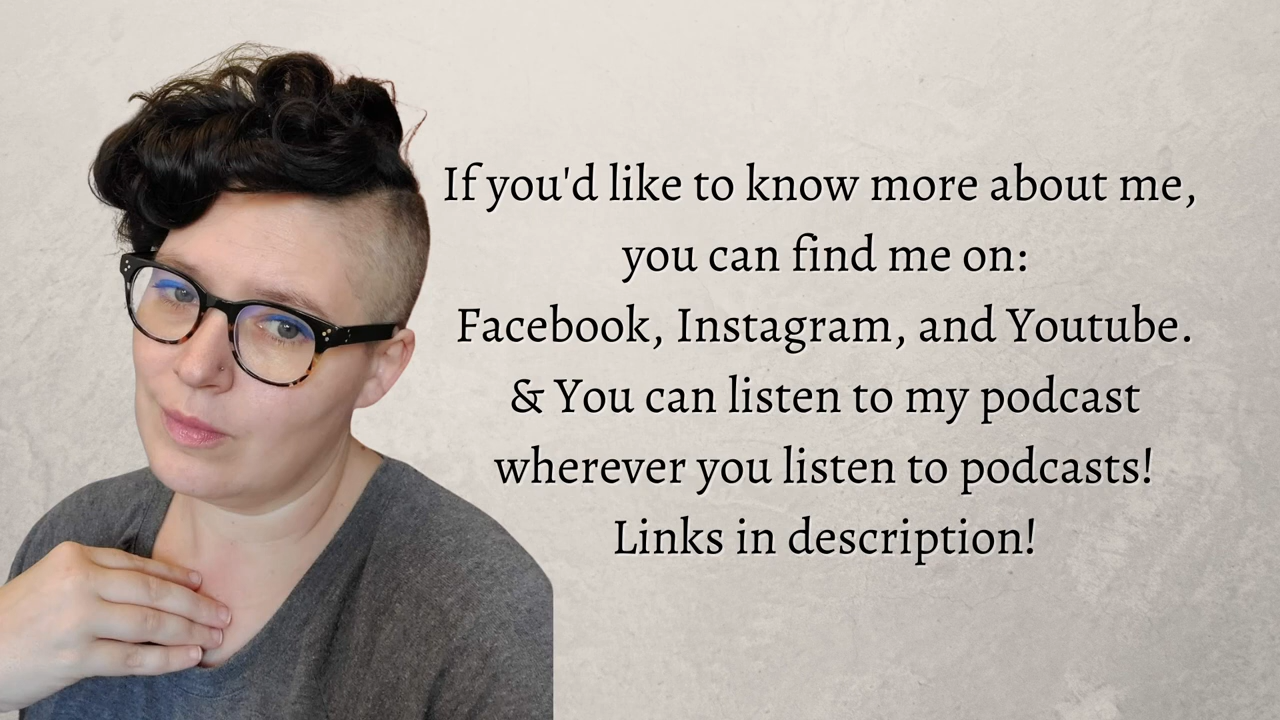 If you'd like to know more about me,
you can find me on:
Facebook, Instagram, and Youtube.
& You can listen to my podcast
wherever you listen to podcasts!
Links in description!